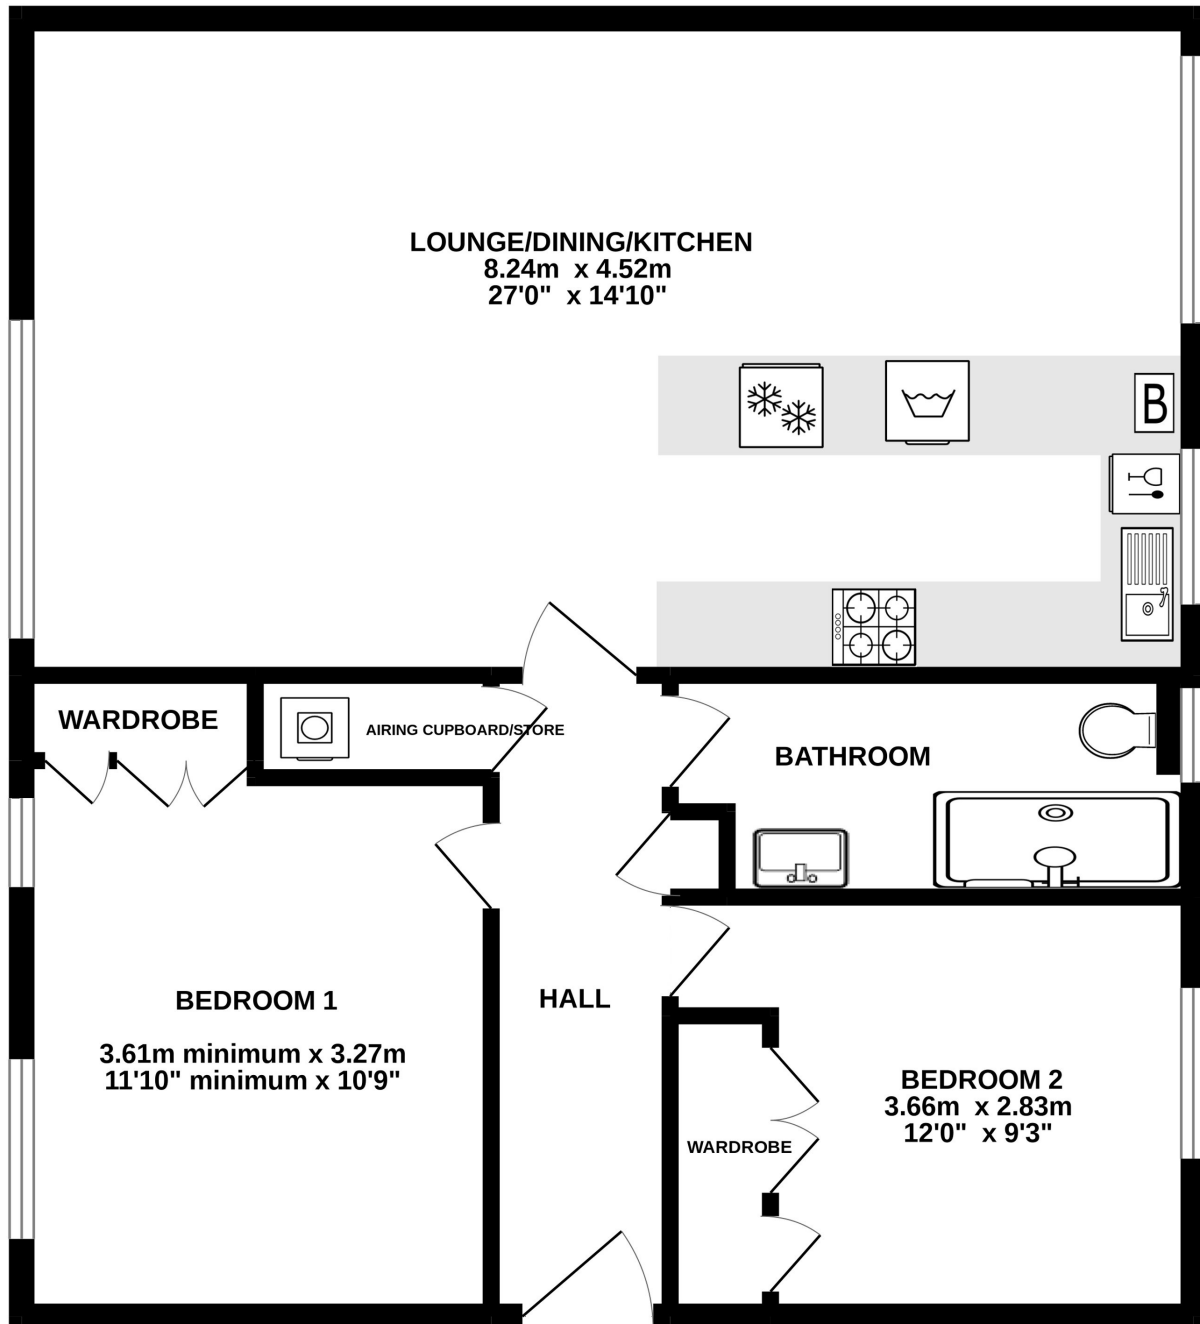 LOUNGE/DINING/KITCHEN
8.24m x 4.52m
27'0" x 14'10"
B
WARDROBE
AIRING CUPBOARD/STORE
BATHROOM
BEDROOM 1
3.61m minimum x 3.27m
11'10" minimum x 10'9"
HALL
BEDROOM 2
3.66m x 2.83m
12'0" x 9'3"
WARDROBE